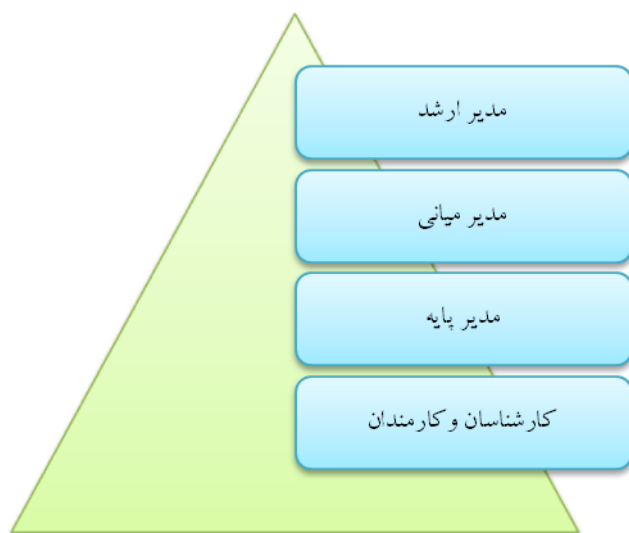 مدیر ارشد
مدیر میانی
مدیر پایه
کارشناسان و کارمندان